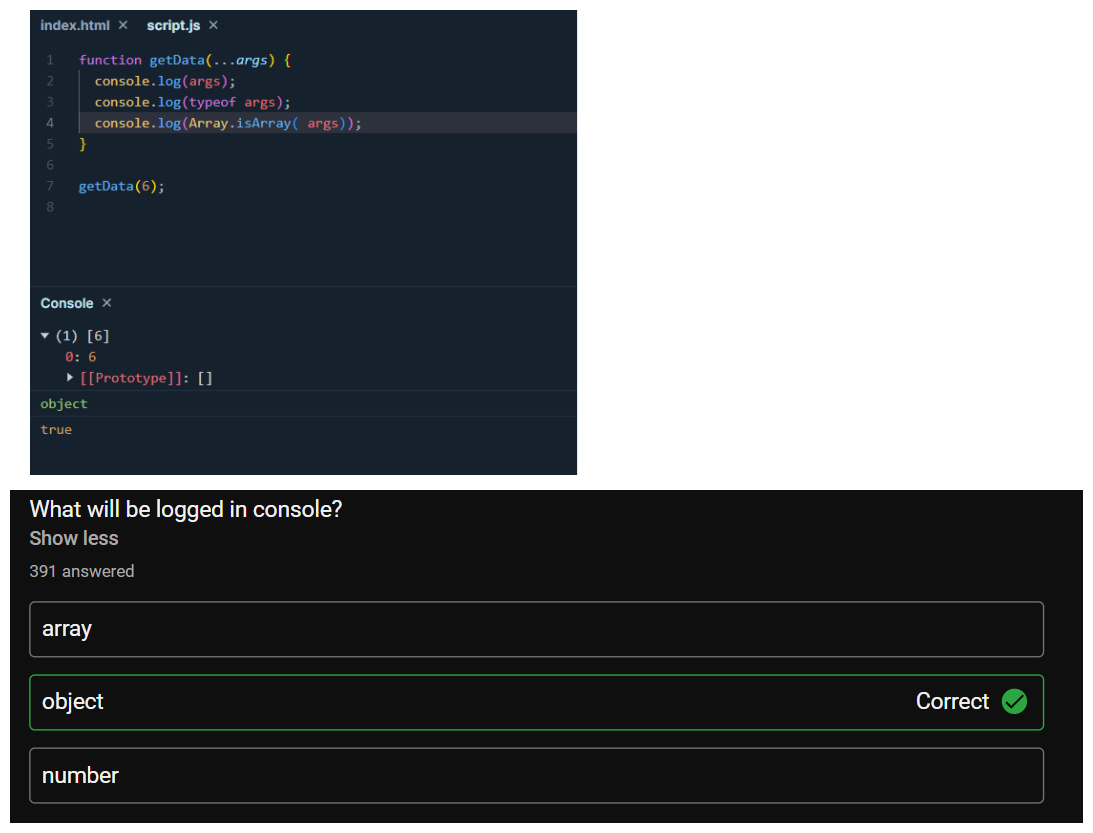 index.html × script.js ×
1 function getData(...args) {
2 console.log(args);
3 console.log(typeof args);
4 console.log(Array.isArray( args));
5 }
6
7 getData(6);
8
Console ×
▼ (1) [6]
0: 6
▶ [[Prototype]]: []
object
true
What will be logged in console?
Show less
391 answered
array
object Correct
number